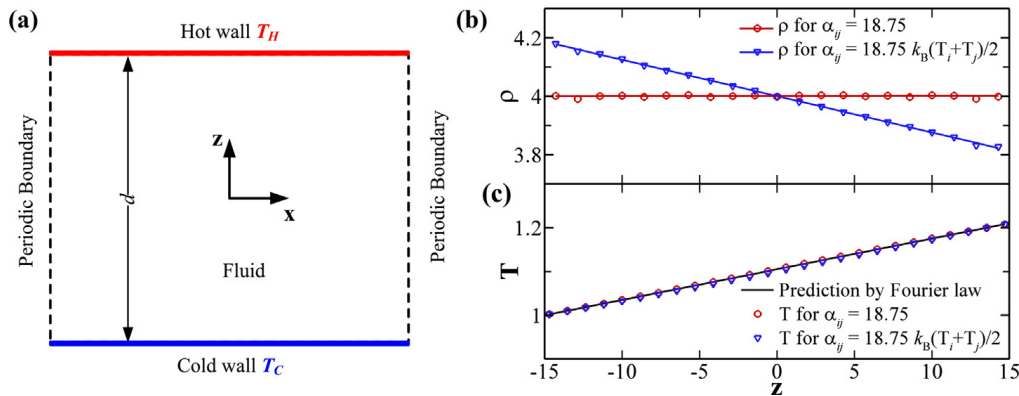 (a)
Hot wall T_H
Periodic Boundary
d
z
x
Fluid
Periodic Boundary
Cold wall T_C
(b)
4.2
4
3.8
ρ
ρ for α_ij = 18.75
ρ for α_ij = 18.75 k_B(T_i+T_j)/2
(c)
1.2
1
T
Prediction by Fourier law
T for α_ij = 18.75
T for α_ij = 18.75 k_B(T_i+T_j)/2
-15 -10 -5 0 5 10 15
z